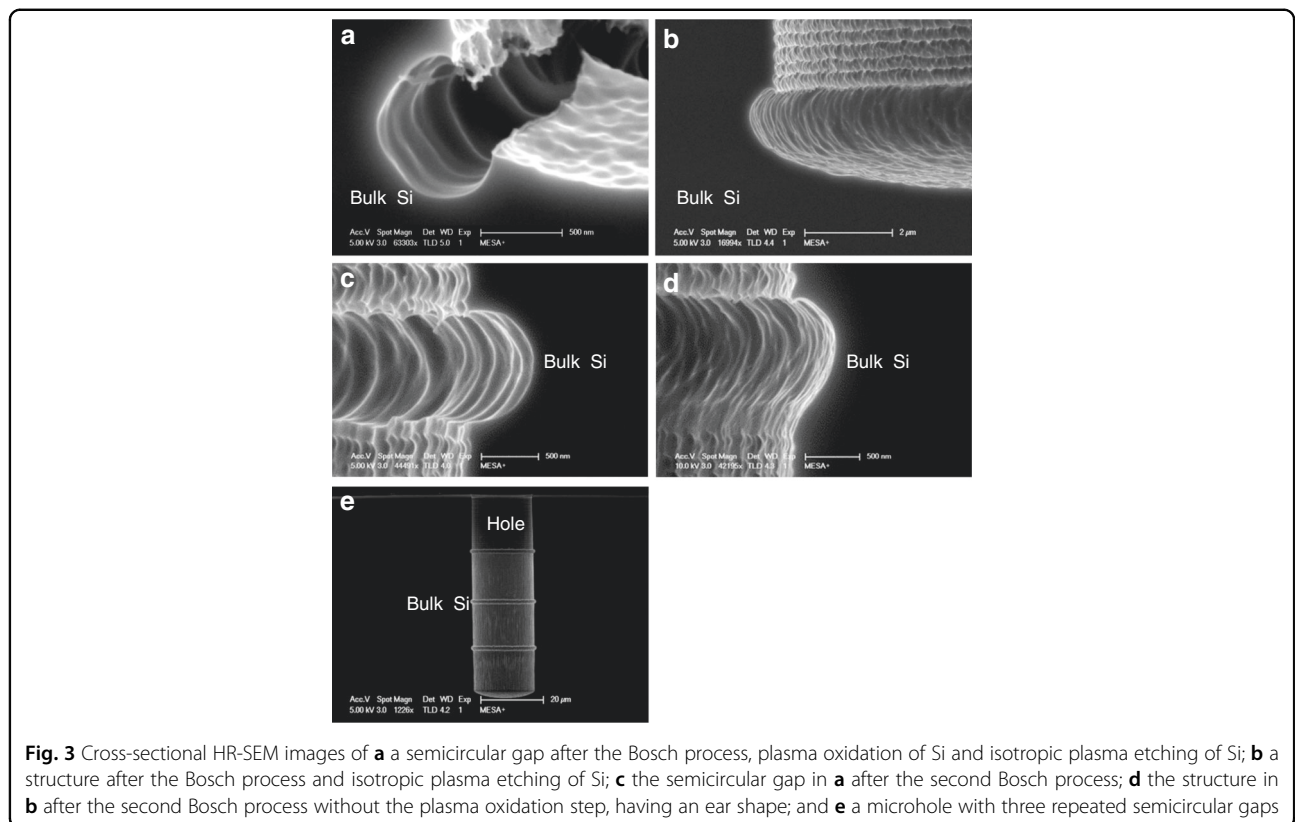 a
Bulk Si
Acc.V Spot Magn Det WD Exp
5.00 kV 3.0 63303x TLD 5.0 1 MESA+
500 nm
b
Bulk Si
Acc.V Spot Magn Det WD Exp
5.00 kV 3.0 16994x TLD 4.4 1 MESA+
2 µm
c
Bulk Si
Acc.V Spot Magn Det WD Exp
5.00 kV 3.0 44491x TLD 4.0 1 MESA+
500 nm
d
Bulk Si
Acc.V Spot Magn Det WD Exp
10.0 kV 3.0 42195x TLD 4.3 1 MESA+
500 nm
e
Hole
Bulk Si
Acc.V Spot Magn Det WD Exp
5.00 kV 3.0 1226x TLD 4.2 1 MESA+
20 µm
Fig. 3 Cross-sectional HR-SEM images of a a semicircular gap after the Bosch process, plasma oxidation of Si and isotropic plasma etching of Si; b a
structure after the Bosch process and isotropic plasma etching of Si; c the semicircular gap in a after the second Bosch process; d the structure in
b after the second Bosch process without the plasma oxidation step, having an ear shape; and e a microhole with three repeated semicircular gaps